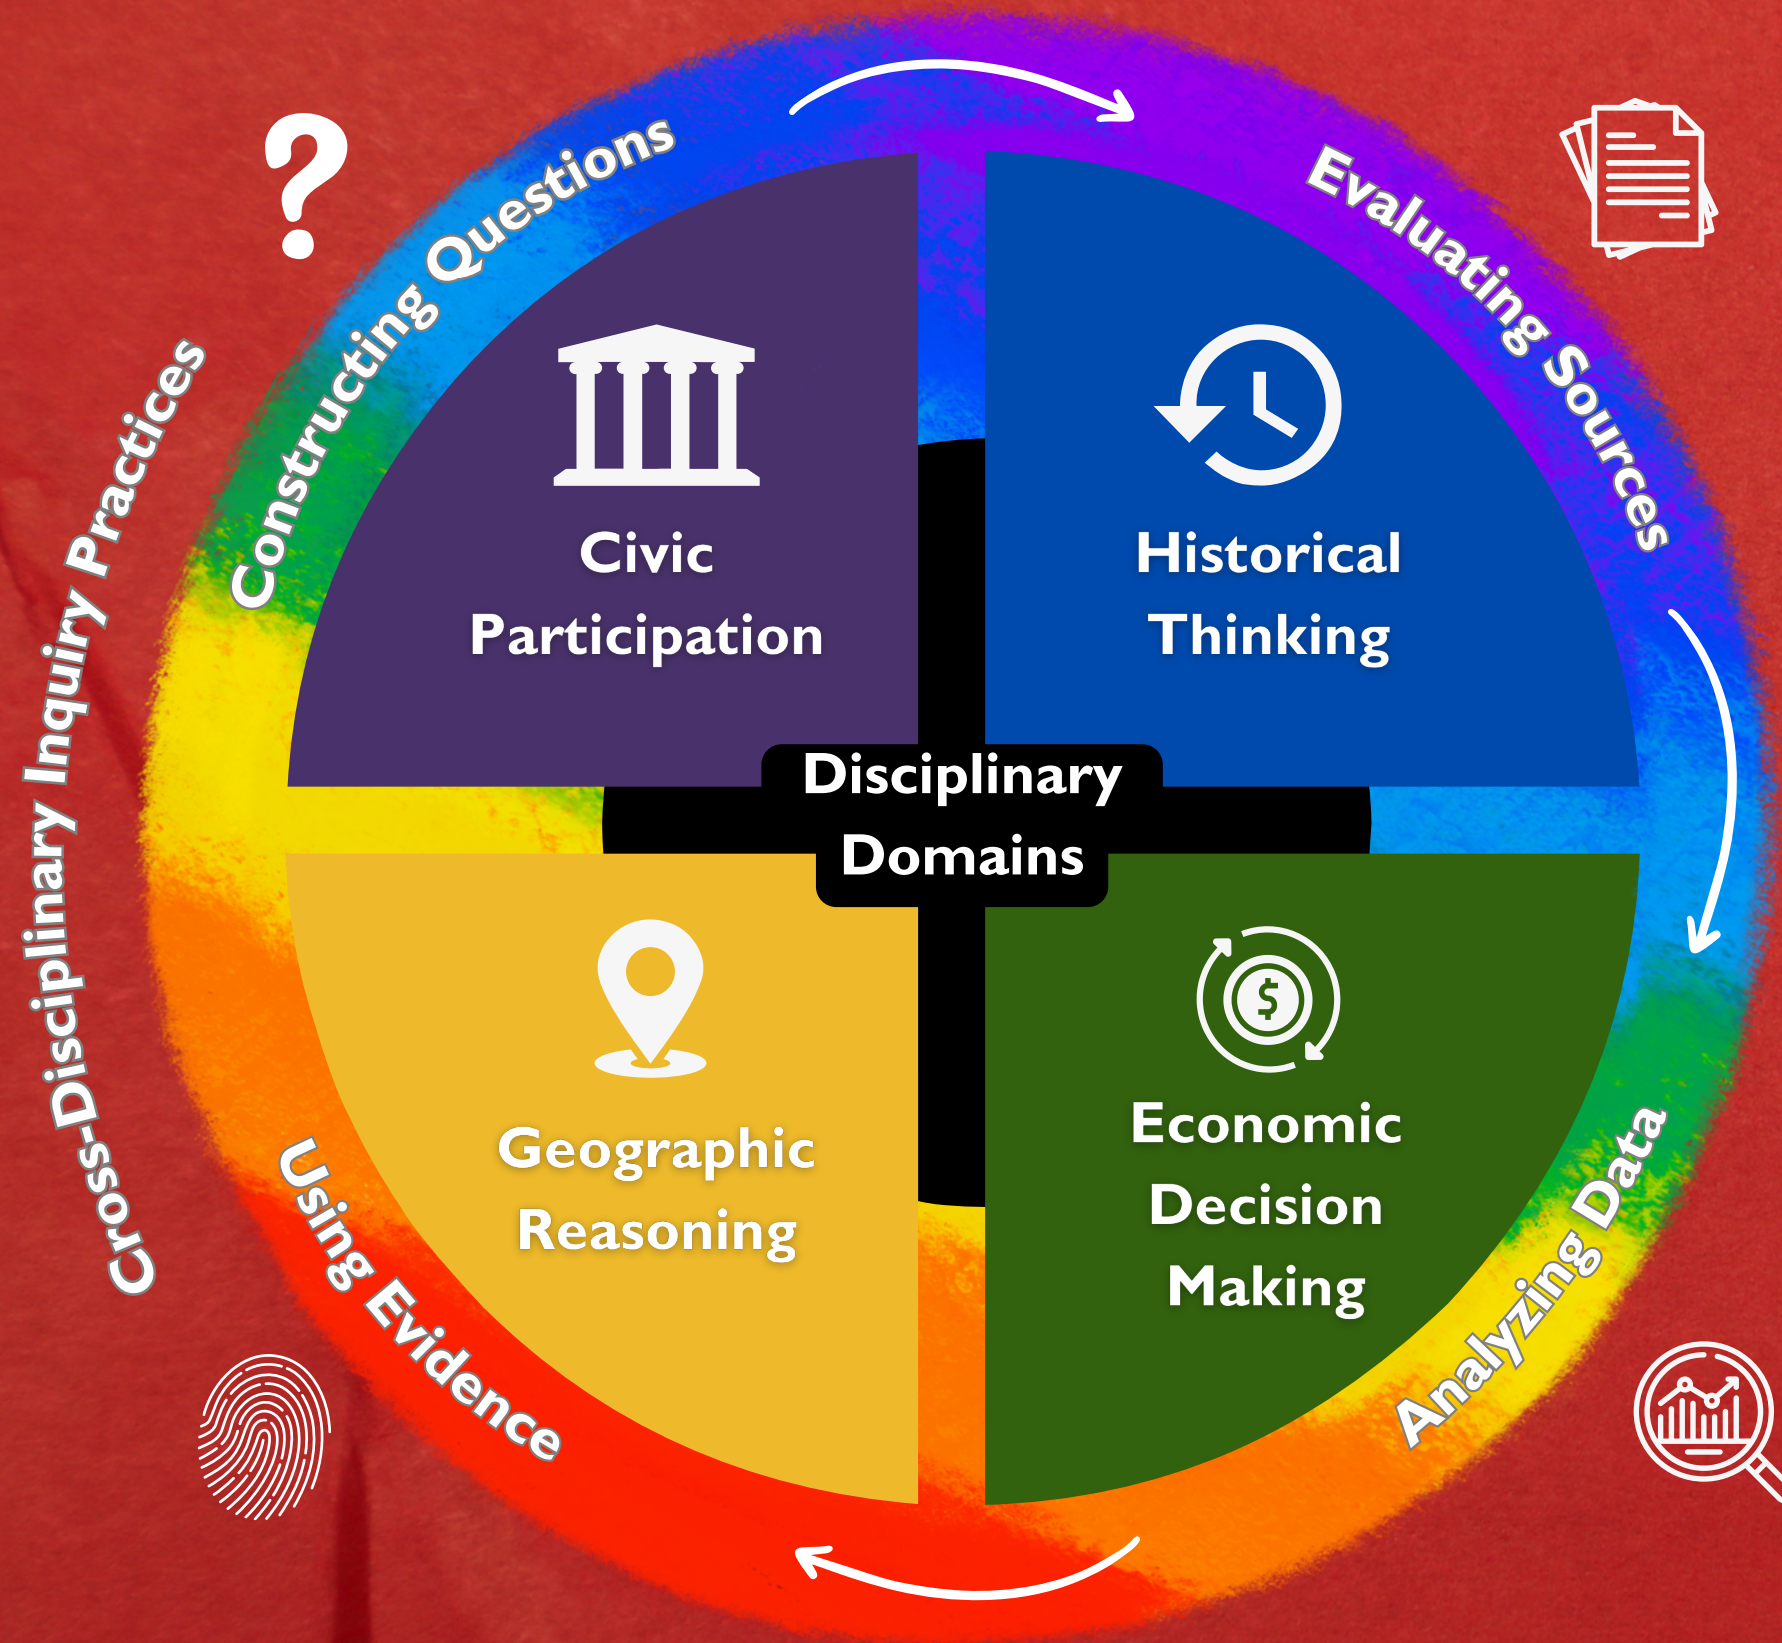 Cross-Disciplinary Inquiry Practices
Constructing Questions
Evaluating Sources
Civic
Participation
Historical
Thinking
Disciplinary
Domains
Geographic
Reasoning
Economic
Decision
Making
$
Using Evidence
Analyzing Data